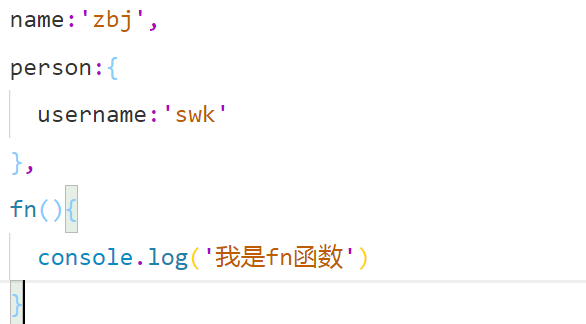 name:'zbj',
person:{
username:'swk'
},
fn(){
console.log('我是fn函数')
}